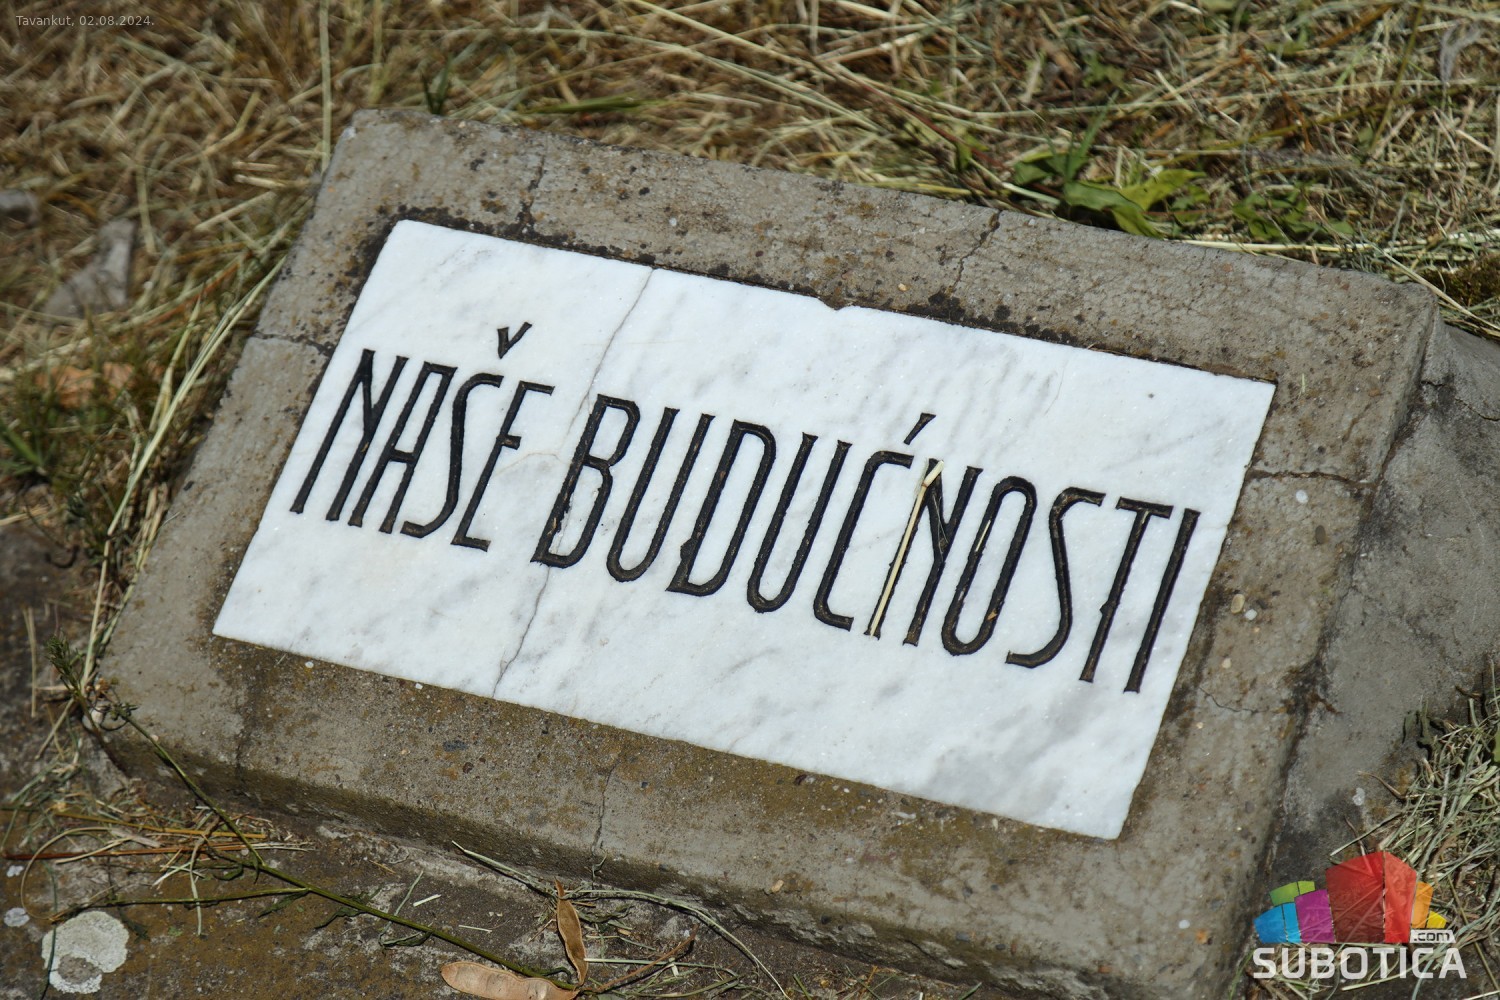 Tavankut, 02.08.2024.
NAŠE BUDUĆNOSTI
.com
SUBOTICA